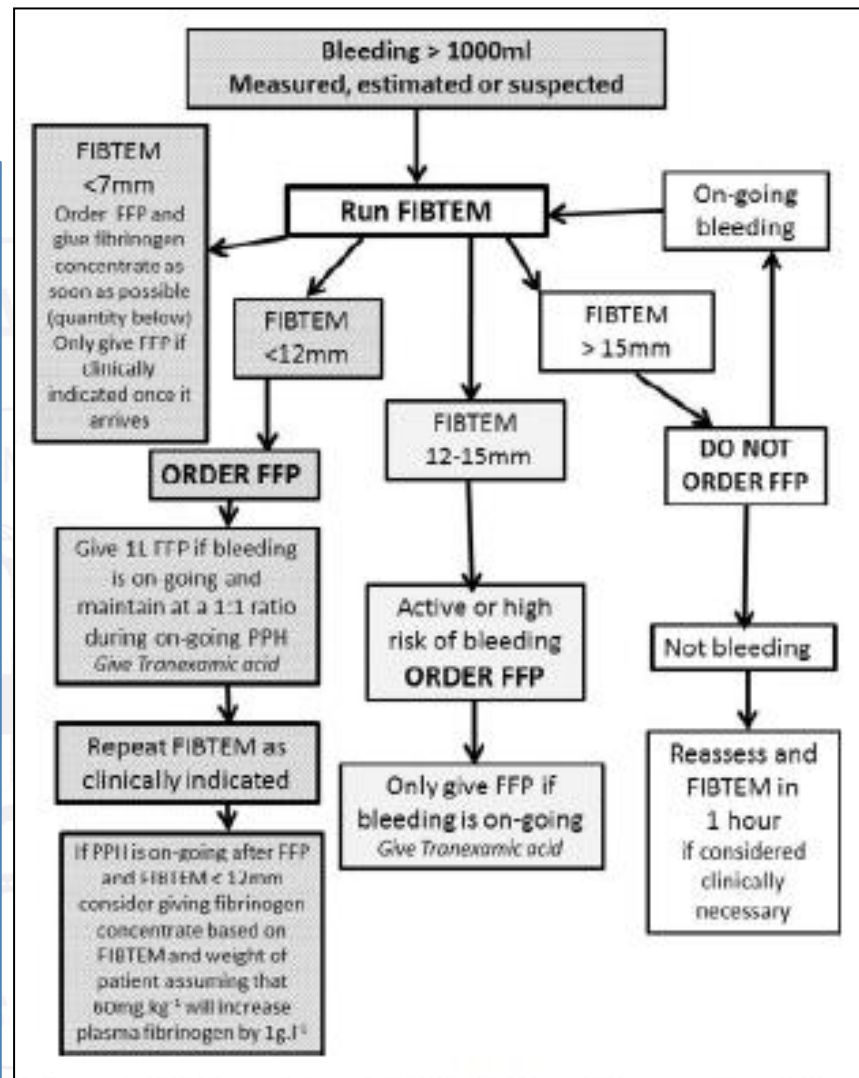 Bleeding > 1000ml
Measured, estimated or suspected
FIBTEM
<7mm
Order FFP and
give fibrinogen
concentrate as
soon as possible
(quantity below)
Only give FFP if
clinically
indicated once it
arrives
Run FIBTEM
On-going
bleeding
FIBTEM
<12mm
FIBTEM
12-15mm
FIBTEM
> 15mm
ORDER FFP
Give 1L FFP if bleeding
is on going and
maintain at a 1:1 ratio
during on-going PPH
Give Tranexamic acid
Repeat FIBTEM as
clinically indicated
If PPH is on-going after FFP
and FIBTEM < 12mm
consider giving fibrinogen
concentrate based on
FIBTEM and weight of
patient assuming that
60mg.kg⁻¹ will increase
plasma fibrinogen by 1g.l⁻¹
Active or high
risk of bleeding
ORDER FFP
Only give FFP if
bleeding is on-going
Give Tranexamic acid
DO NOT
ORDER FFP
Not bleeding
Reassess and
FIBTEM in
1 hour
if considered
clinically
necessary